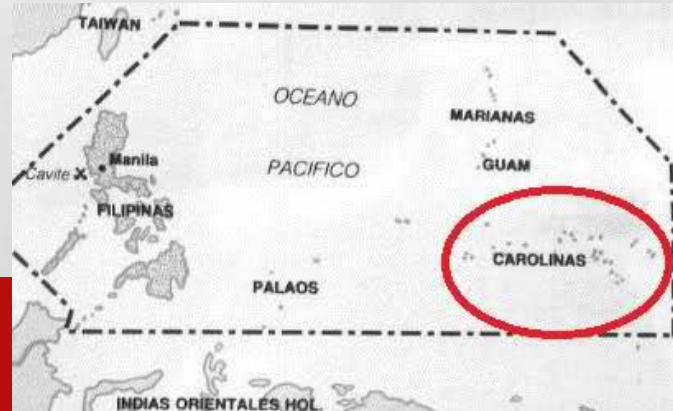 TAIWAN
OCEANO
MARIANAS
PACIFICO
Manila
GUAM
Cavite
FILIPINAS
CAROLINAS
PALAOS
INDIAS ORIENTALES HOL.